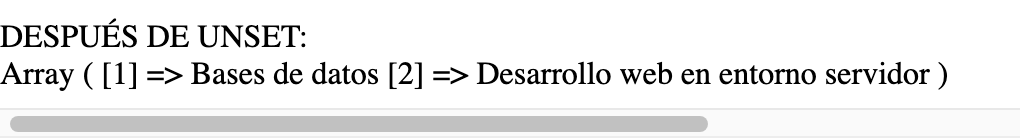 DESPUÉS DE UNSET:
Array ( [1] => Bases de datos [2] => Desarrollo web en entorno servidor )